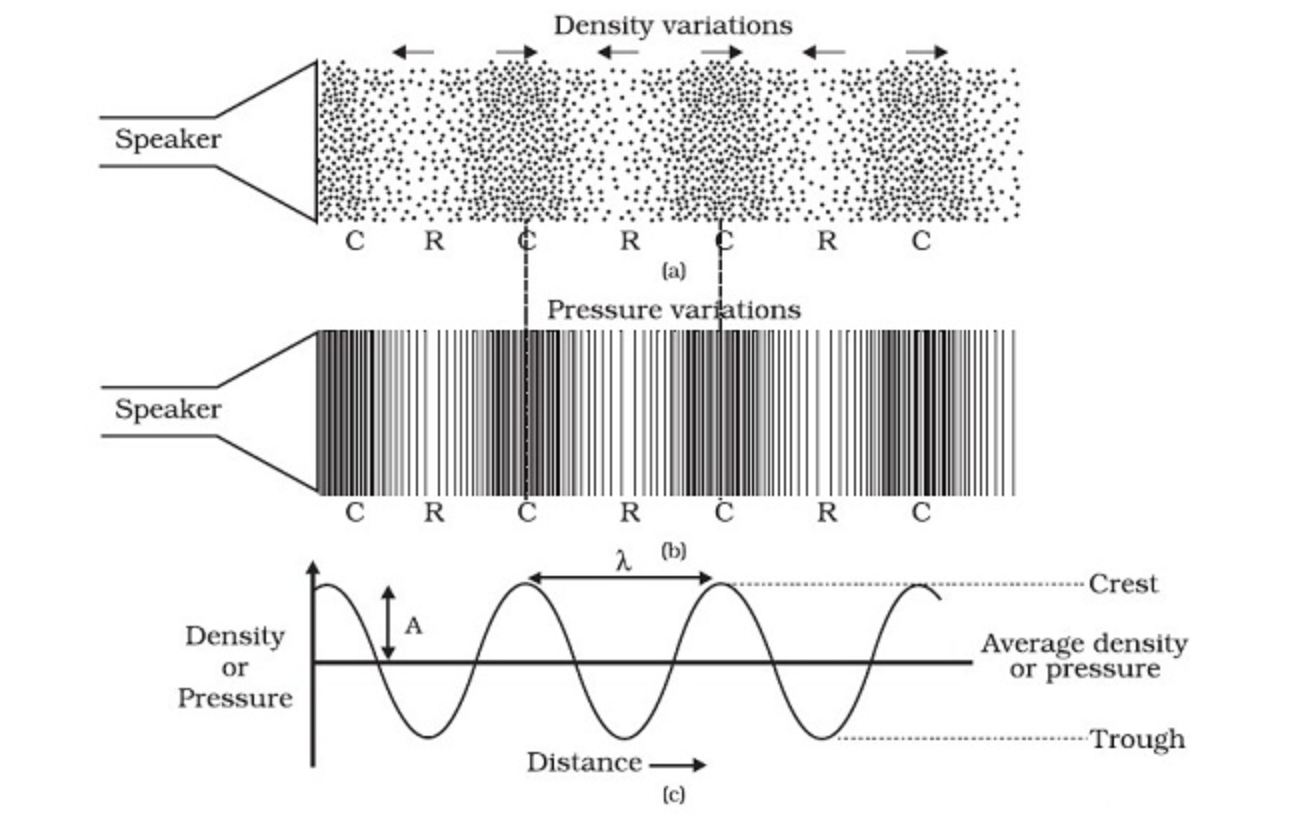 Density variations
Speaker
C R C R C R C
(a)
Pressure variations
Speaker
C R C R C R C
(b)
λ
Crest
A
Density
or
Pressure
Average density
or pressure
Trough
Distance
(c)